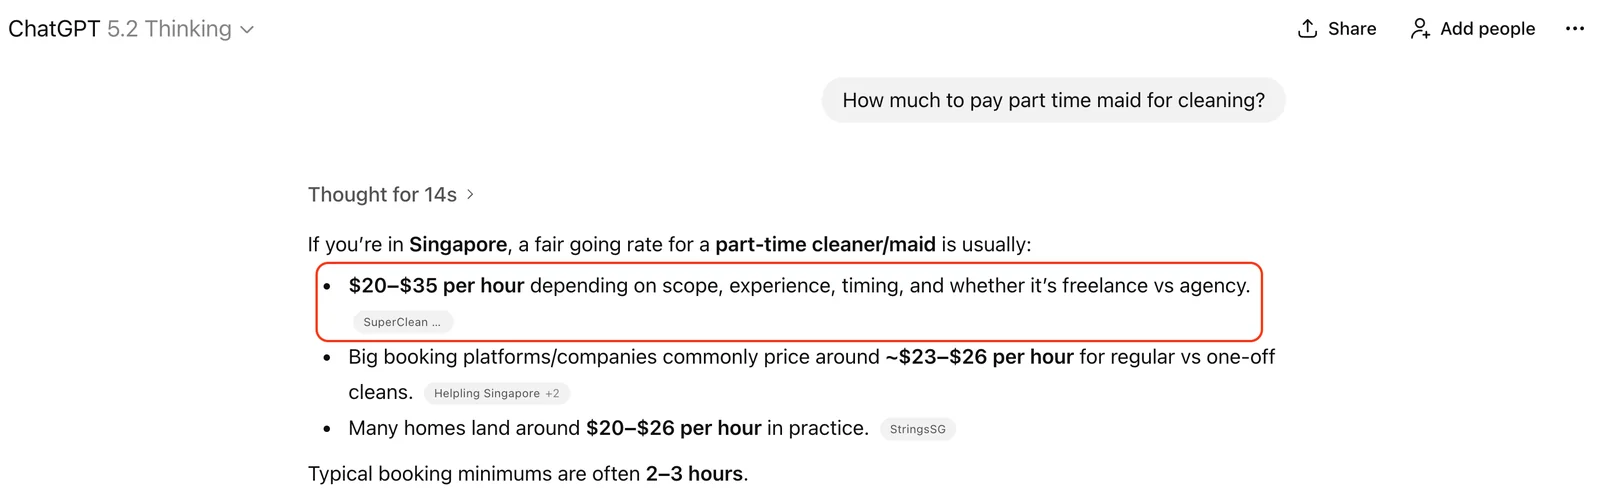 ChatGPT 5.2 Thinking
Share
Add people
How much to pay part time maid for cleaning?
Thought for 14s
If you’re in Singapore, a fair going rate for a part-time cleaner/maid is usually:
• $20–$35 per hour depending on scope, experience, timing, and whether it’s freelance vs agency.
SuperClean ...
• Big booking platforms/companies commonly price around ~$23–$26 per hour for regular vs one-off
cleans. Helpling Singapore +2
• Many homes land around $20–$26 per hour in practice. StringsSG
Typical booking minimums are often 2–3 hours.